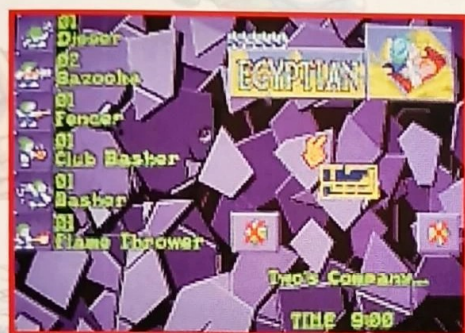 01
Digger
02
Bazooka
01
Fencer
01
Club Basher
01
Basher
01
Flame Thrower
EGYPTIAN
Two's Company...
TIME 9:00